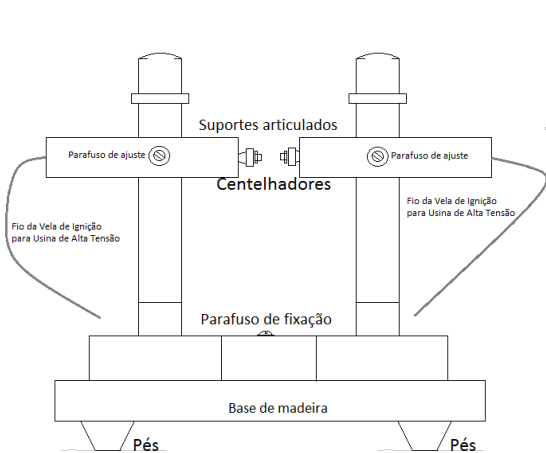 Suportes articulados
Parafuso de ajuste
Parafuso de ajuste
Centelhadores
Fio da Vela de Ignição
para Usina de Alta Tensão
Fio da Vela de Ignição
para Usina de Alta Tensão
Parafuso de fixação
Base de madeira
Pés
Pés